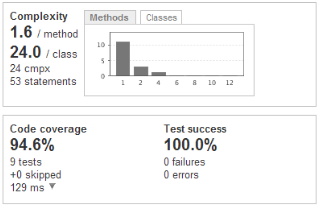 Complexity
1.6 / method
24.0 / class
24 cmpx
53 statements
Methods Classes
10
5
0
1 2 4 6 8 10 12
Code coverage
94.6%
9 tests
+0 skipped
129 ms
Test success
100.0%
0 failures
0 errors